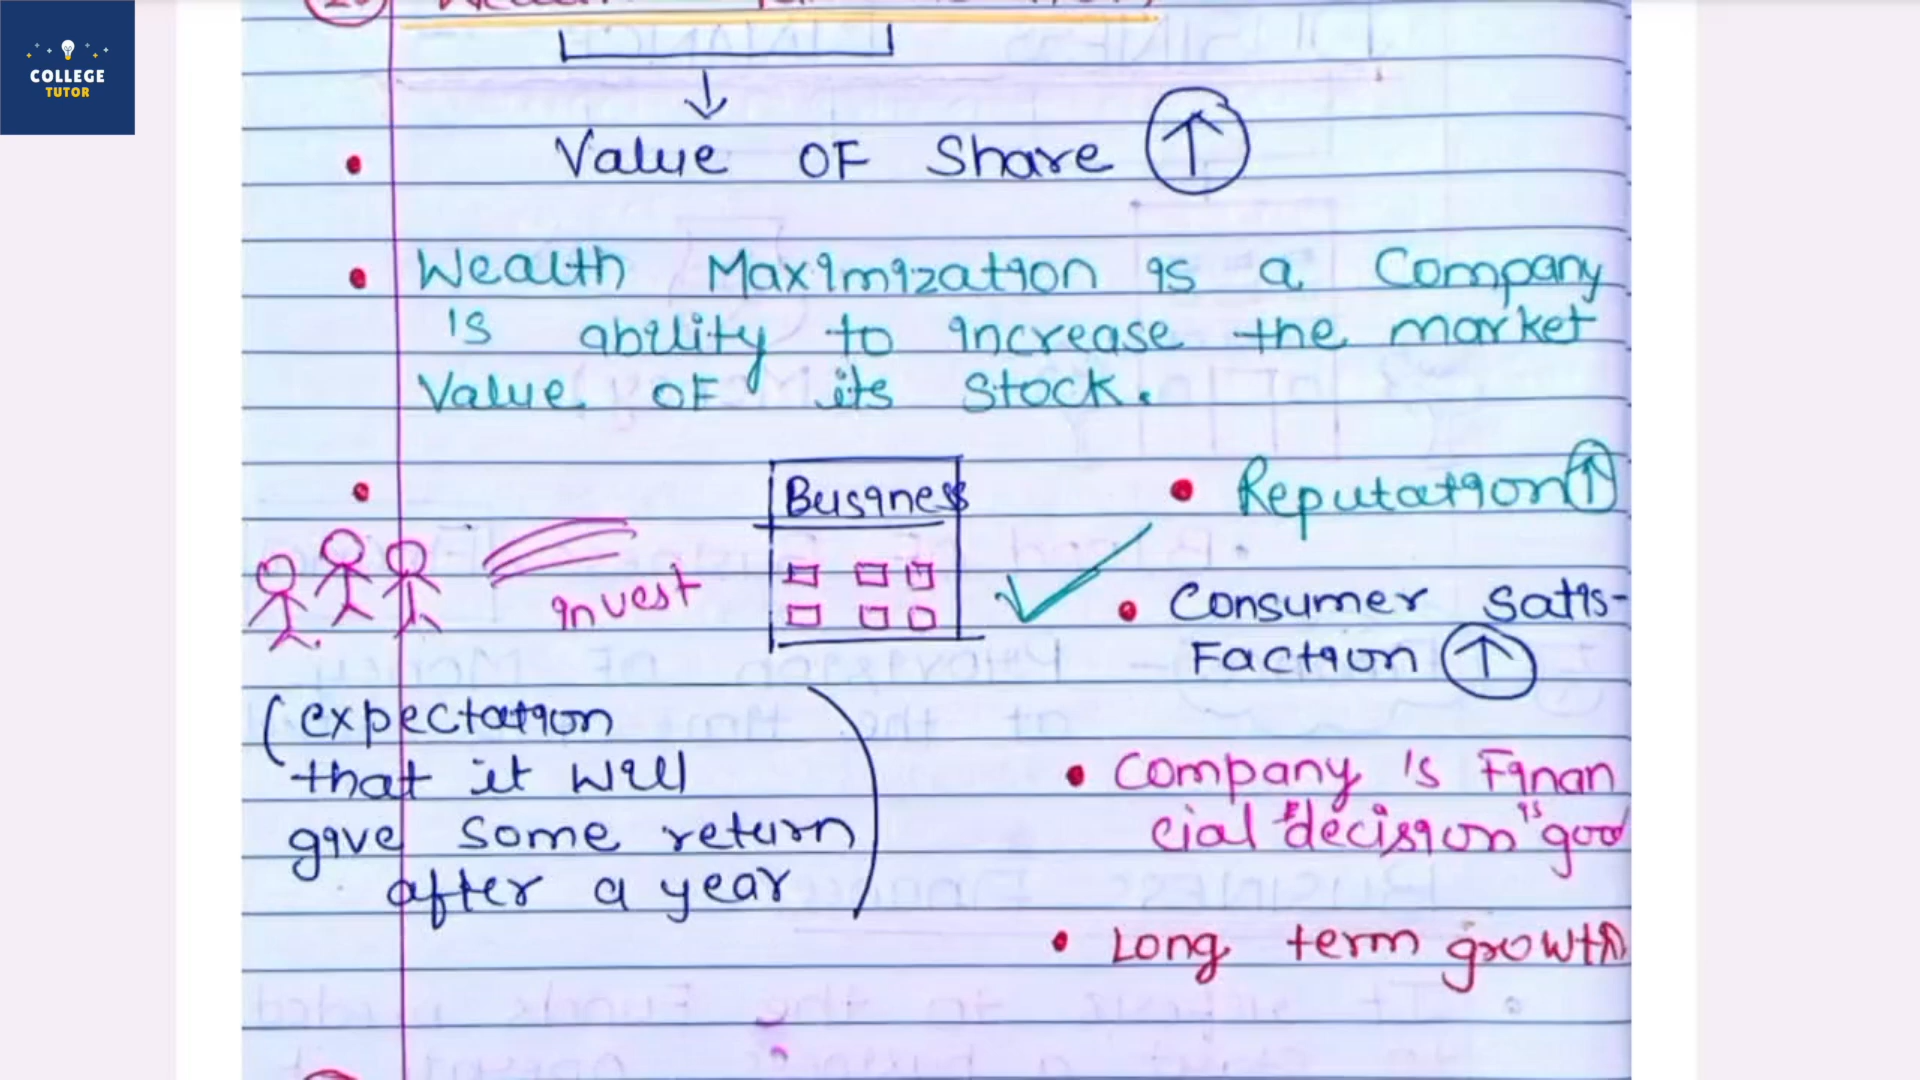 COLLEGE
TUTOR
Value OF Share ↑
Wealth Maximization is a Company
is ability to increase the market
Value OF its Stock.
Business
invest
(expectation
that it will
give some return
after a year)
• Reputation ↑
• Consumer Satis-
Faction ↑
• Company is Finan
cial decision is good
• Long term growth